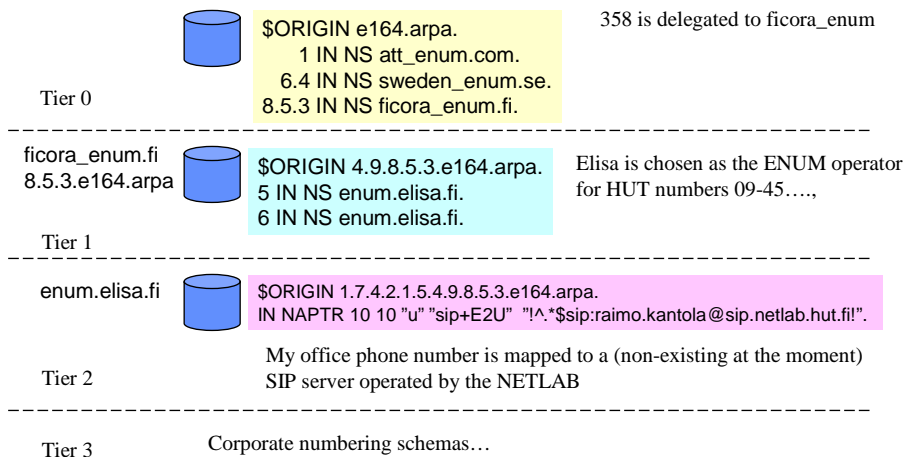 $ORIGIN e164.arpa.
1 IN NS att_enum.com.
6.4 IN NS sweden_enum.se.
8.5.3 IN NS ficora_enum.fi.
358 is delegated to ficora_enum
Tier 0
ficora_enum.fi
8.5.3.e164.arpa
$ORIGIN 4.9.8.5.3.e164.arpa.
5 IN NS enum.elisa.fi.
6 IN NS enum.elisa.fi.
Elisa is chosen as the ENUM operator
for HUT numbers 09-45….,
Tier 1
enum.elisa.fi
$ORIGIN 1.7.4.2.1.5.4.9.8.5.3.e164.arpa.
IN NAPTR 10 10 ”u” ”sip+E2U” ”!^.*$sip:raimo.kantola@sip.netlab.hut.fi!”.
My office phone number is mapped to a (non-existing at the moment)
SIP server operated by the NETLAB
Tier 2
Corporate numbering schemas…
Tier 3